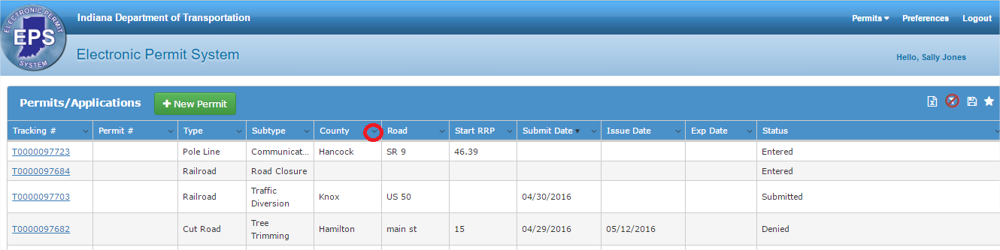 ELECTRONIC PERMIT
EPS
SYSTEM
Indiana Department of Transportation
Permits Preferences Logout
Electronic Permit System
Hello, Sally Jones
Permits/Applications + New Permit
Tracking # Permit # Type Subtype County Road Start RRP Submit Date Issue Date Exp Date Status
T0000097723 Pole Line Communicat... Hancock SR 9 46.39 Entered
T0000097684 Railroad Road Closure Entered
T0000097703 Railroad Traffic Diversion Knox US 50 04/30/2016 Submitted
T0000097682 Cut Road Tree Trimming Hamilton main st 15 04/29/2016 05/12/2016 Denied